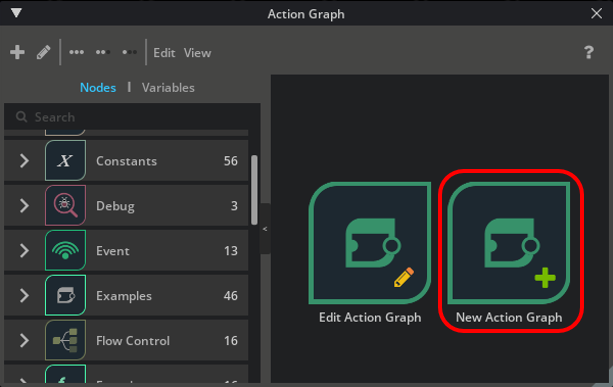 Action Graph
Edit View
?
Nodes | Variables
Search
X Constants 56
Debug 3
Event 13
Examples 46
Flow Control 16
<
Edit Action Graph
New Action Graph